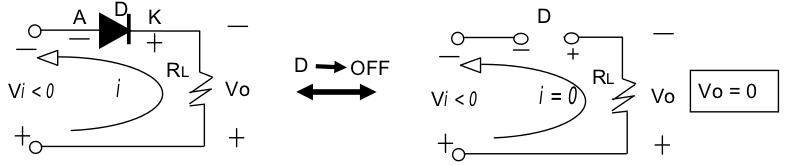 A D K
− − + −
Vi < 0 i RL Vo
+ +
D → OFF
D
− − + −
Vi < 0 i = 0 RL Vo
+ +
Vo = 0